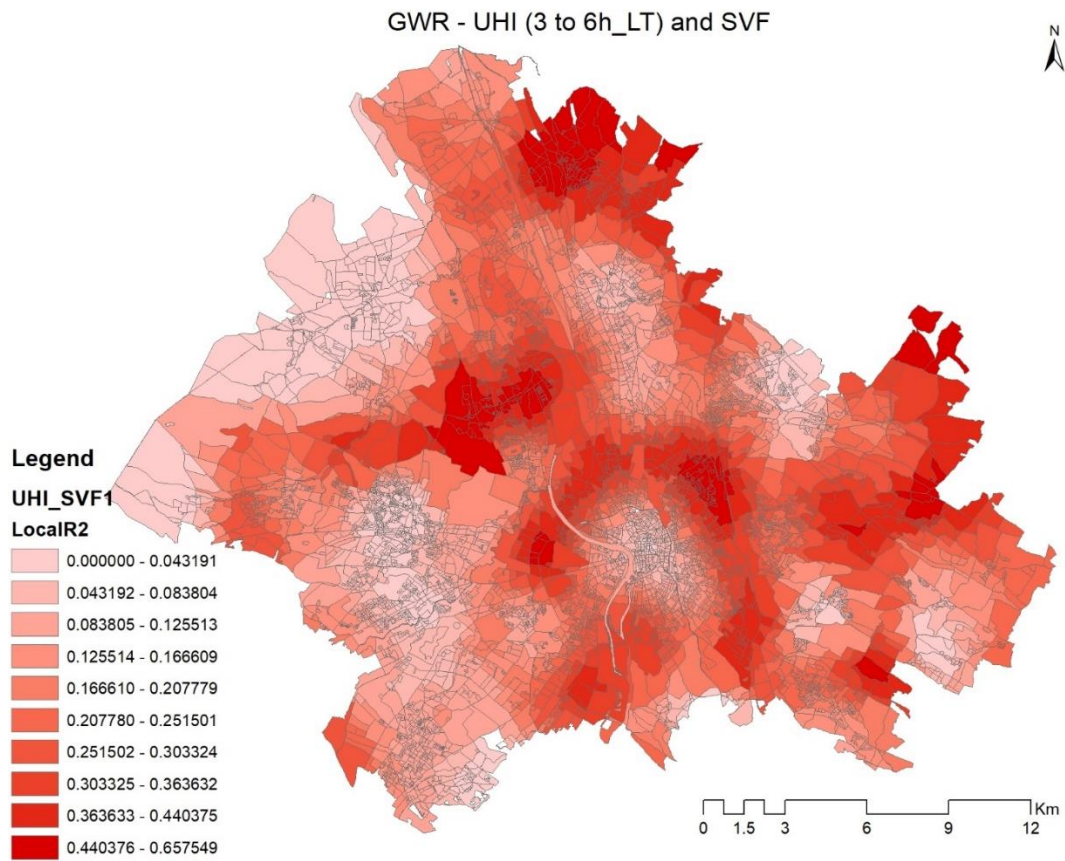 GWR - UHI (3 to 6h_LT) and SVF
N
Legend
UHI_SVF1
LocalR2
0.000000 - 0.043191
0.043192 - 0.083804
0.083805 - 0.125513
0.125514 - 0.166609
0.166610 - 0.207779
0.207780 - 0.251501
0.251502 - 0.303324
0.303325 - 0.363632
0.363633 - 0.440375
0.440376 - 0.657549
Km
0 1.5 3 6 9 12